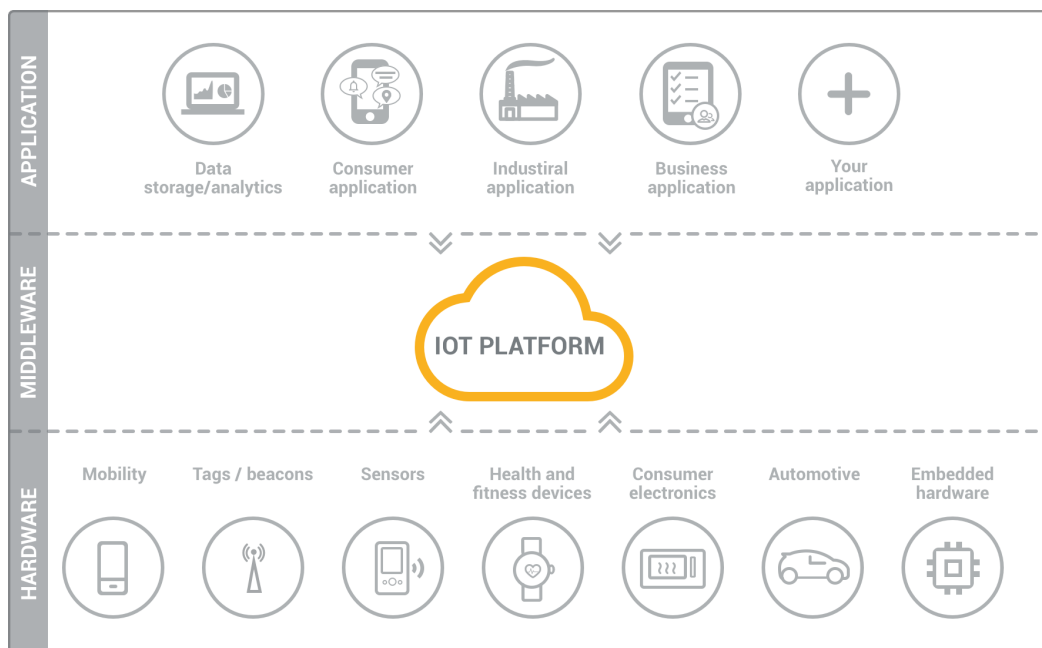 APPLICATION
Data
storage/analytics
Consumer
application
Industiral
application
Business
application
Your
application
MIDDLEWARE
IOT PLATFORM
HARDWARE
Mobility
Tags / beacons
Sensors
Health and
fitness devices
Consumer
electronics
Automotive
Embedded
hardware